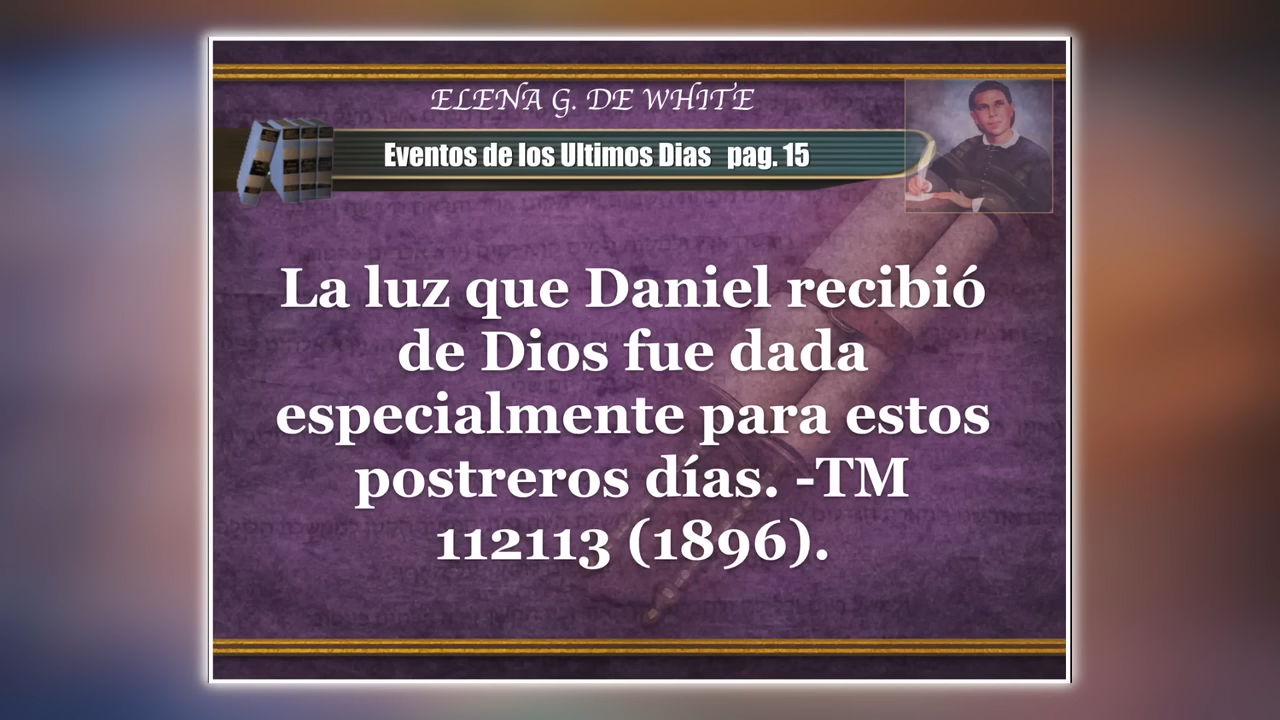 ELENA G. DE WHITE
Eventos de los Ultimos Dias pag. 15
La luz que Daniel recibió
de Dios fue dada
especialmente para estos
postreros días. -TM
112113 (1896).